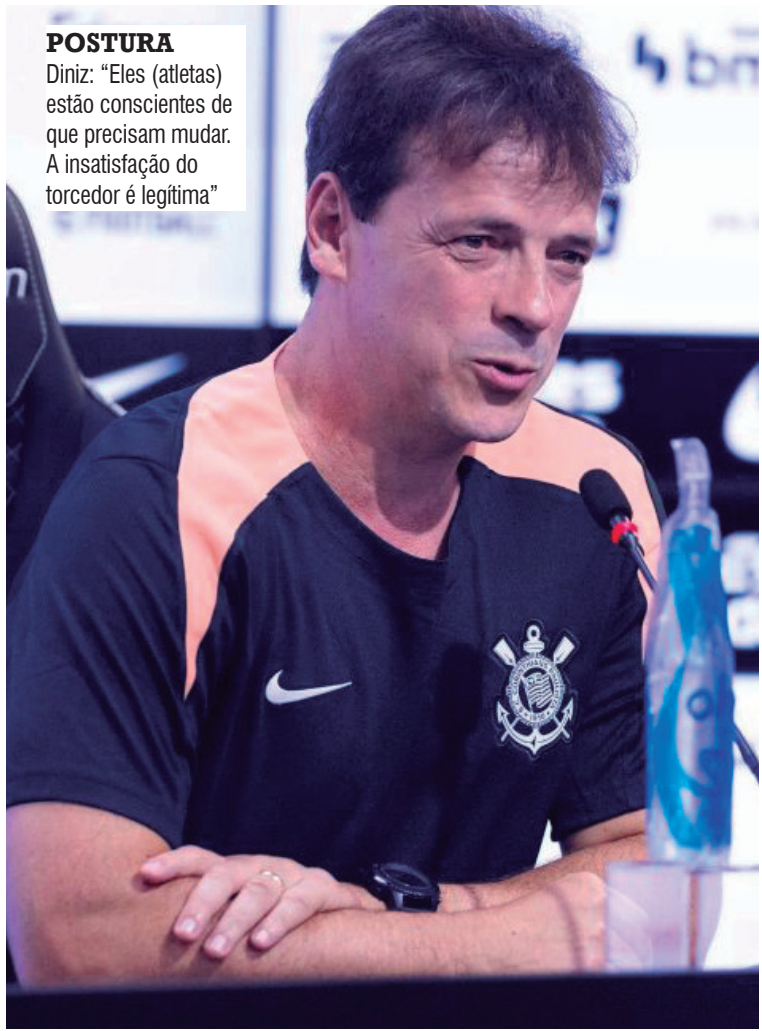 POSTURA
Diniz: “Eles (atletas)
estão conscientes de
que precisam mudar.
A insatisfação do
torcedor é legítima”